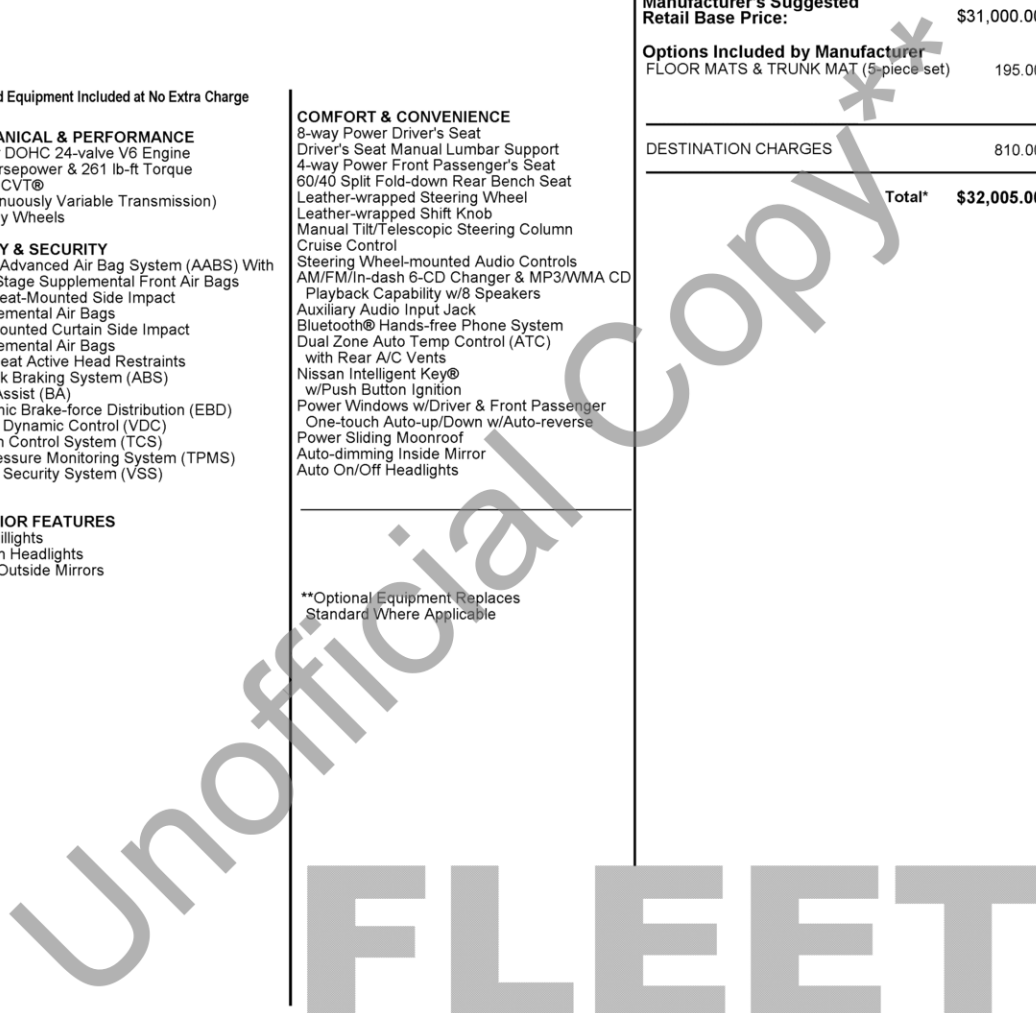 d Equipment Included at No Extra Charge
ANICAL & PERFORMANCE
DOHC 24-valve V6 Engine
rsepower & 261 lb-ft Torque
CVT®
nuously Variable Transmission)
y Wheels
Y & SECURITY
Advanced Air Bag System (AABS) With
Stage Supplemental Front Air Bags
eat-Mounted Side Impact
emental Air Bags
ounted Curtain Side Impact
emental Air Bags
eat Active Head Restraints
k Braking System (ABS)
Assist (BA)
nic Brake-force Distribution (EBD)
Dynamic Control (VDC)
n Control System (TCS)
essure Monitoring System (TPMS)
Security System (VSS)
IOR FEATURES
illights
n Headlights
Outside Mirrors
COMFORT & CONVENIENCE
8-way Power Driver's Seat
Driver's Seat Manual Lumbar Support
4-way Power Front Passenger's Seat
60/40 Split Fold-down Rear Bench Seat
Leather-wrapped Steering Wheel
Leather-wrapped Shift Knob
Manual Tilt/Telescopic Steering Column
Cruise Control
Steering Wheel-mounted Audio Controls
AM/FM/In-dash 6-CD Changer & MP3/WMA CD
Playback Capability w/8 Speakers
Auxiliary Audio Input Jack
Bluetooth® Hands-free Phone System
Dual Zone Auto Temp Control (ATC)
with Rear A/C Vents
Nissan Intelligent Key®
w/Push Button Ignition
Power Windows w/Driver & Front Passenger
One-touch Auto-up/Down w/Auto-reverse
Power Sliding Moonroof
Auto-dimming Inside Mirror
Auto On/Off Headlights
**Optional Equipment Replaces
Standard Where Applicable
Manufacturer's Suggested
Retail Base Price: $31,000.00
Options Included by Manufacturer
FLOOR MATS & TRUNK MAT (5-piece set) 195.00
DESTINATION CHARGES 810.00
Total* $32,005.00
Unofficial Copy**
FLEET